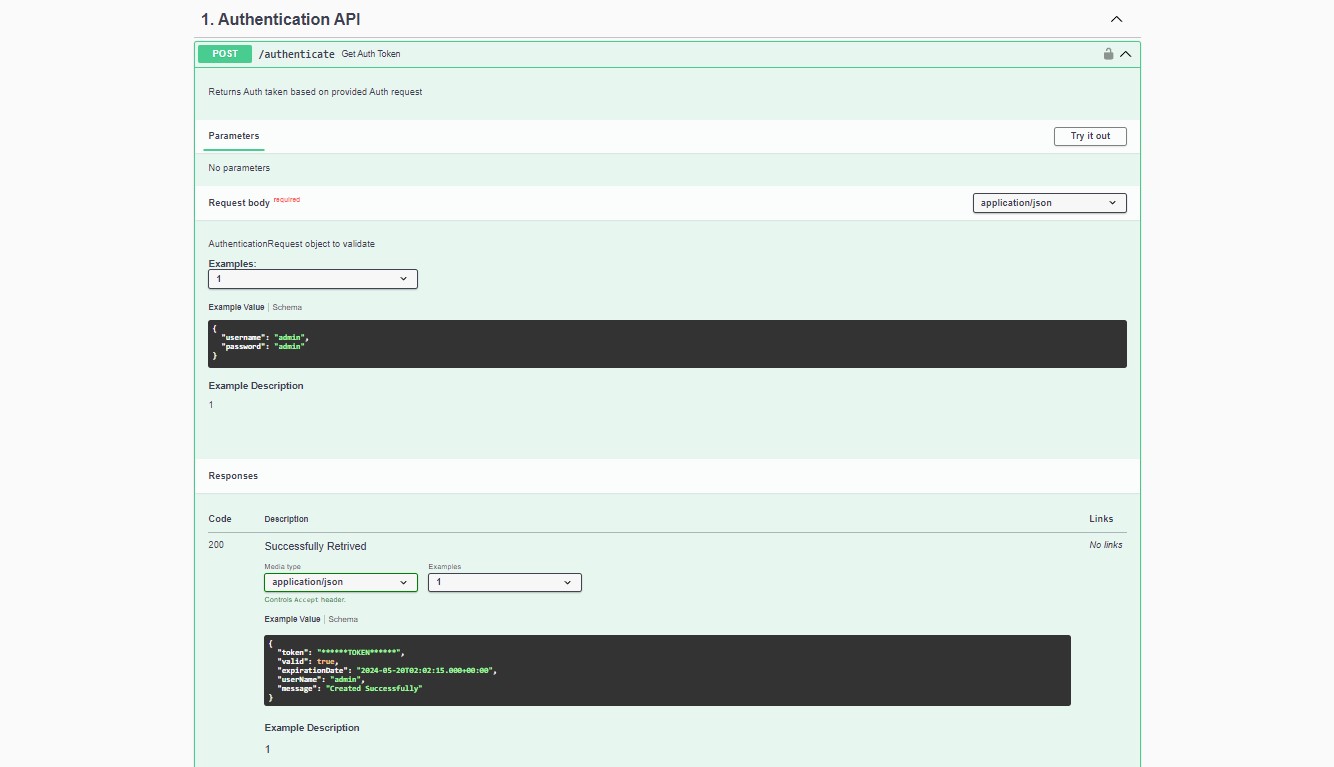 1. Authentication API
POST /authenticate Get Auth Token
Returns Auth taken based on provided Auth request
Parameters
Try it out
No parameters
Request body required
application/json
AuthenticationRequest object to validate
Examples:
1
Example Value | Schema
{
"username": "admin",
"password": "admin"
}
Example Description
1
Responses
Code Description Links
200 Successfully Retrived No links
Media type Examples
application/json 1
Controls Accept header.
Example Value | Schema
{
"token": "******TOKEN******",
"valid": true,
"expirationDate": "2024-05-20T02:02:15.000+00:00",
"userName": "admin",
"message": "Created Successfully"
}
Example Description
1